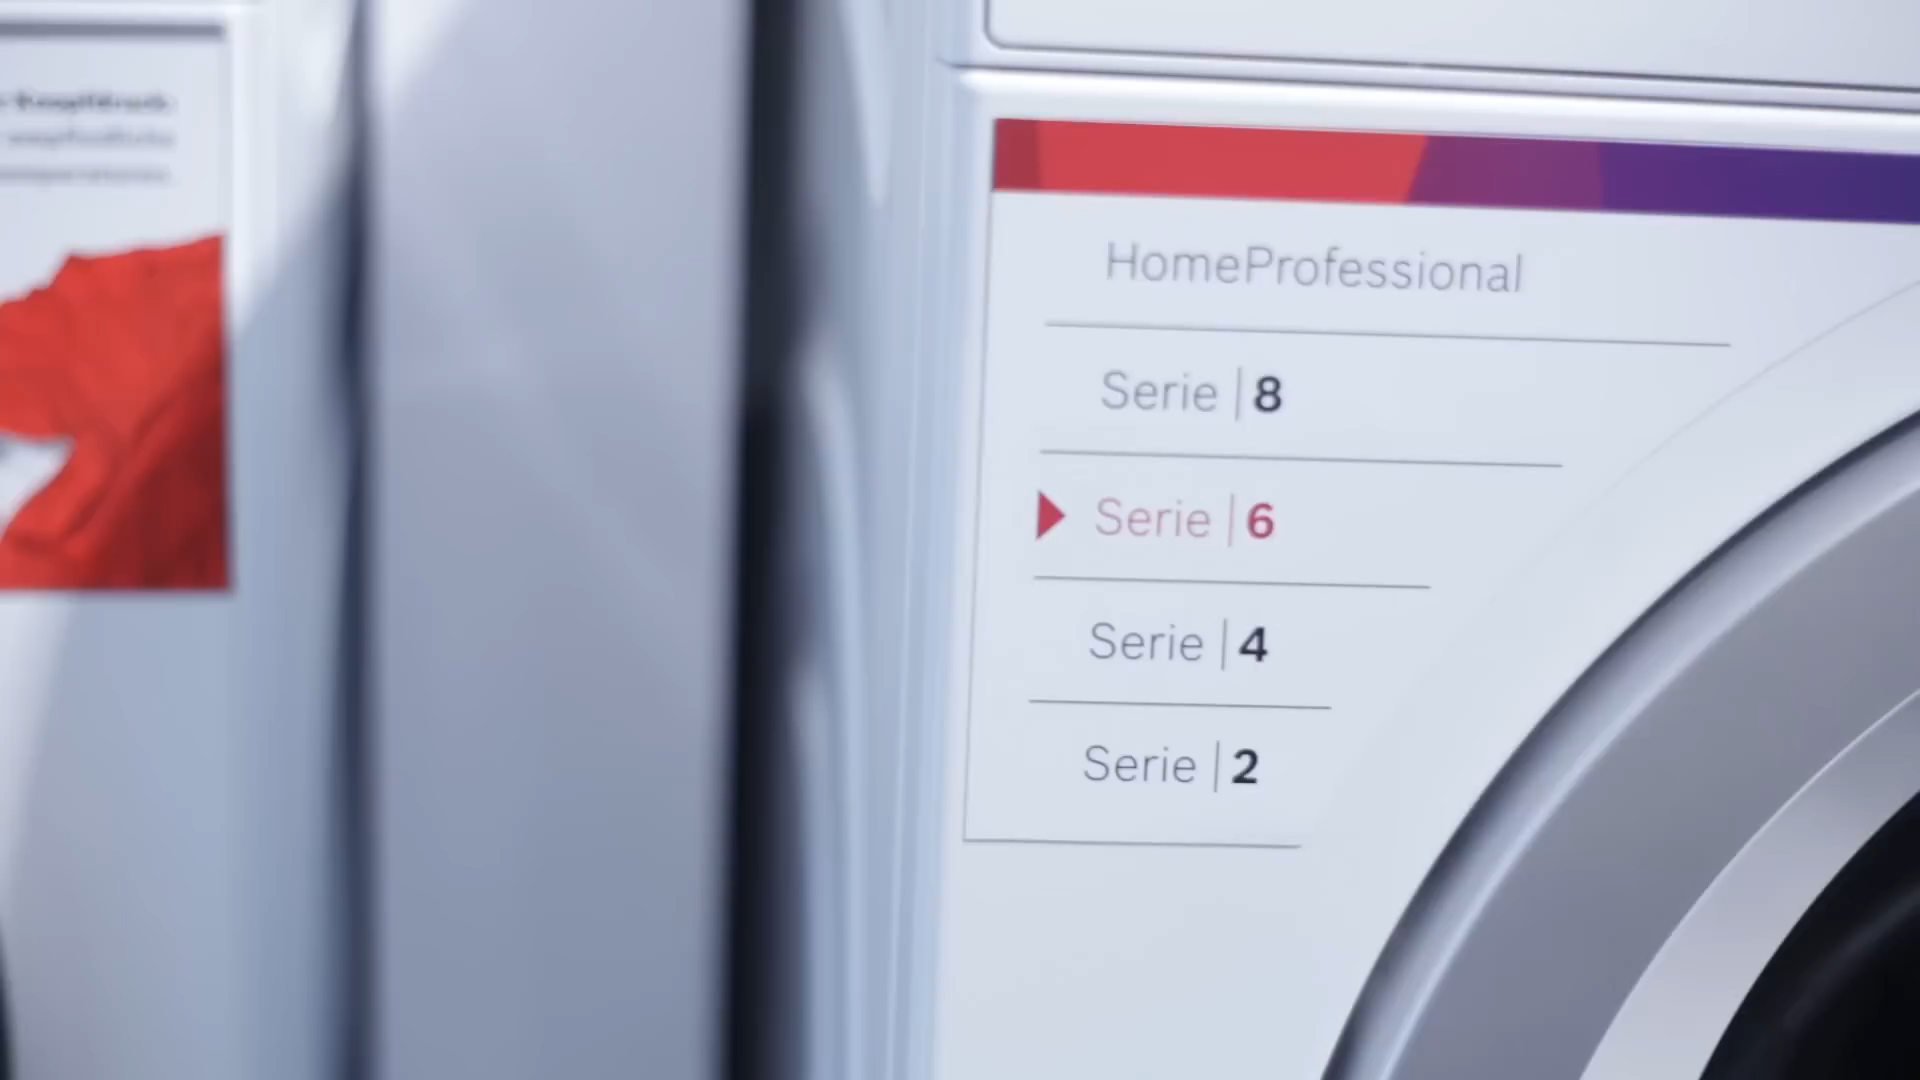 HomeProfessional
Serie | 8
Serie | 6
Serie | 4
Serie | 2